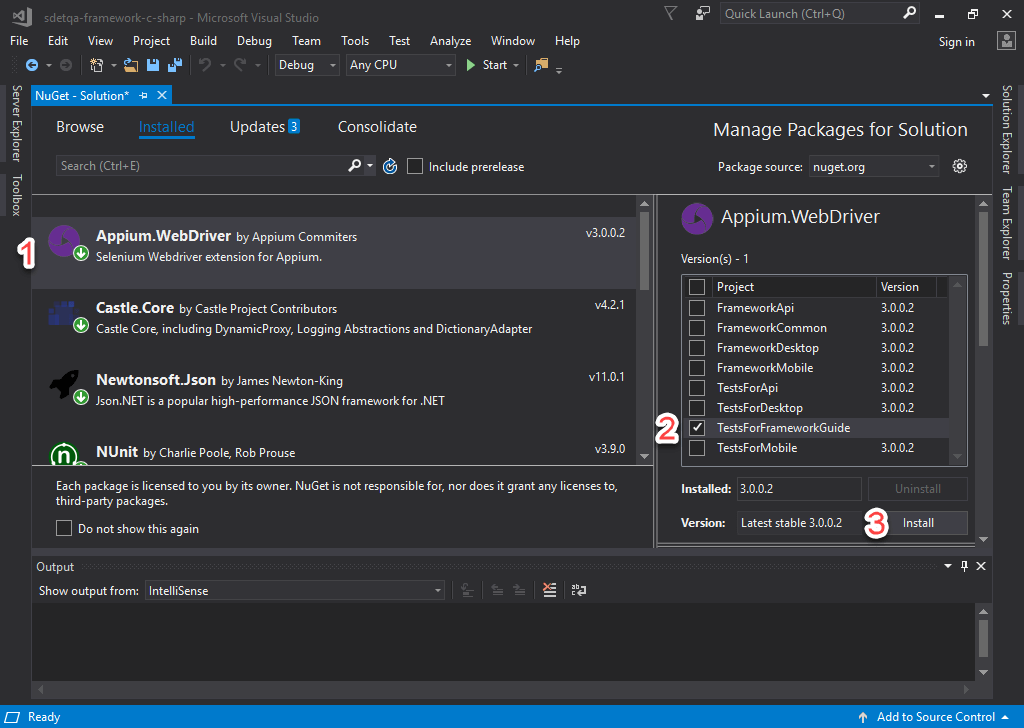 sdetqa-framework-c-sharp - Microsoft Visual Studio
Quick Launch (Ctrl+Q)
File Edit View Project Build Debug Team Tools Test Analyze Window Help
Sign in
Debug Any CPU Start
Server Explorer
Toolbox
NuGet - Solution*
Browse Installed Updates 3 Consolidate
Manage Packages for Solution
Search (Ctrl+E) Include prerelease
Package source: nuget.org
1
Appium.WebDriver by Appium Commiters v3.0.0.2
Selenium Webdriver extension for Appium.
Castle.Core by Castle Project Contributors v4.2.1
Castle Core, including DynamicProxy, Logging Abstractions and DictionaryAdapter
Newtonsoft.Json by James Newton-King v11.0.1
Json.NET is a popular high-performance JSON framework for .NET
n
NUnit by Charlie Poole, Rob Prouse v3.9.0
Each package is licensed to you by its owner. NuGet is not responsible for, nor does it grant any licenses to,
third-party packages.
Do not show this again
Appium.WebDriver
Version(s) - 1
Project Version
FrameworkApi 3.0.0.2
FrameworkCommon 3.0.0.2
FrameworkDesktop 3.0.0.2
FrameworkMobile 3.0.0.2
TestsForApi 3.0.0.2
TestsForDesktop 3.0.0.2
2
TestsForFrameworkGuide
TestsForMobile 3.0.0.2
Installed: 3.0.0.2 Uninstall
Version: Latest stable 3.0.0.2 3 Install
Solution Explorer
Team Explorer
Properties
Output
Show output from: IntelliSense
Ready
Add to Source Control